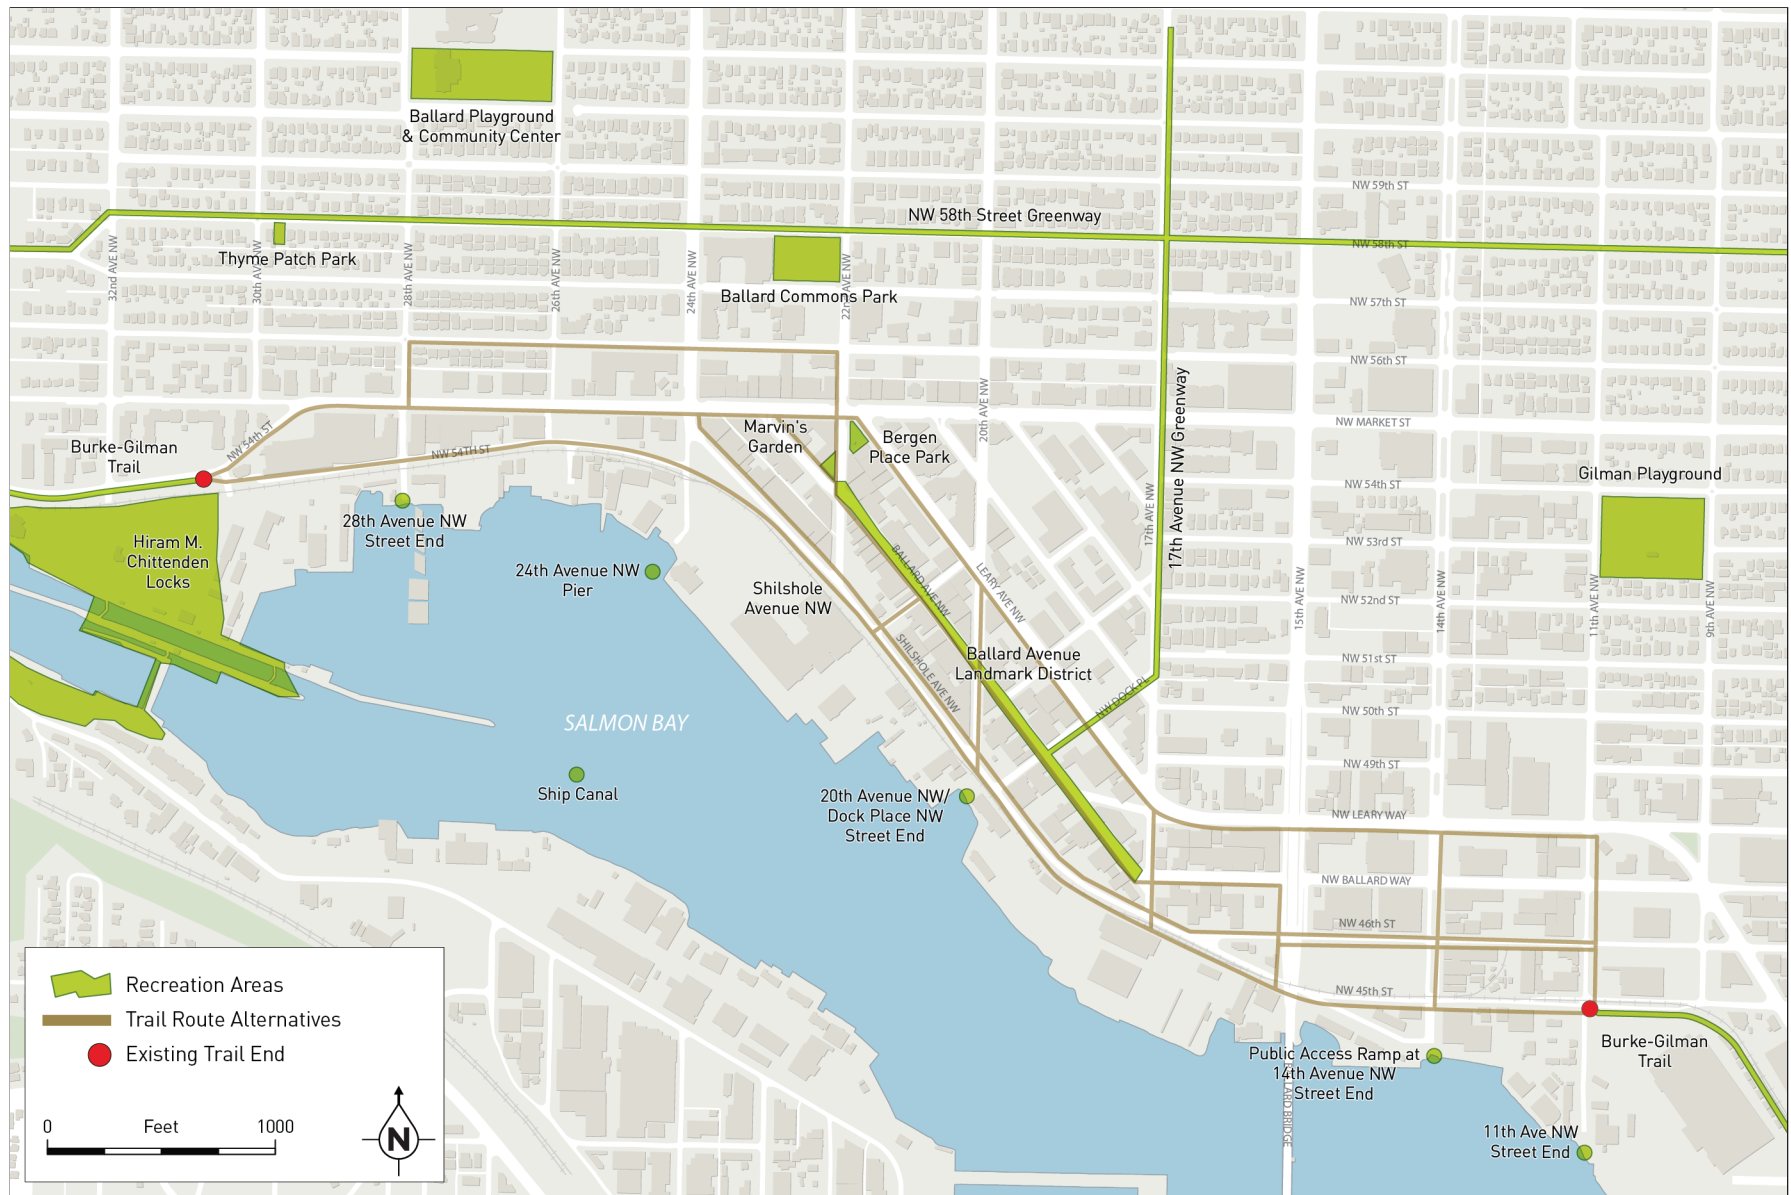 Ballard Playground
& Community Center
NW 59th ST
NW 58th Street Greenway
NW 58th ST
Thyme Patch Park
32nd AVE NW
30th AVE NW
28th AVE NW
26th AVE NW
24th AVE NW
22nd AVE NW
Ballard Commons Park
NW 57th ST
NW 56th ST
20th AVE NW
17th Avenue NW Greenway
NW MARKET ST
Marvin's
Garden
Bergen
Place Park
Burke-Gilman
Trail
NW 54th ST
NW 54TH ST
Gilman Playground
NW 54th ST
17th AVE NW
28th Avenue NW
Street End
Hiram M.
Chittenden
Locks
NW 53rd ST
24th Avenue NW
Pier
Shilshole
Avenue NW
BALLARD AVE NW
LEARY AVE NW
15th AVE NW
14th AVE NW
11th AVE NW
9th AVE NW
NW 52nd ST
SHILSHOLE AVE NW
Ballard Avenue
Landmark District
NW 51st ST
NW DOCK PL
NW 50th ST
SALMON BAY
NW 49th ST
Ship Canal
20th Avenue NW/
Dock Place NW
Street End
NW LEARY WAY
NW BALLARD WAY
NW 46th ST
NW 45th ST
Burke-Gilman
Trail
Public Access Ramp at
14th Avenue NW
Street End
BALLARD BRIDGE
11th Ave NW
Street End
Recreation Areas
Trail Route Alternatives
Existing Trail End
0 Feet 1000
N